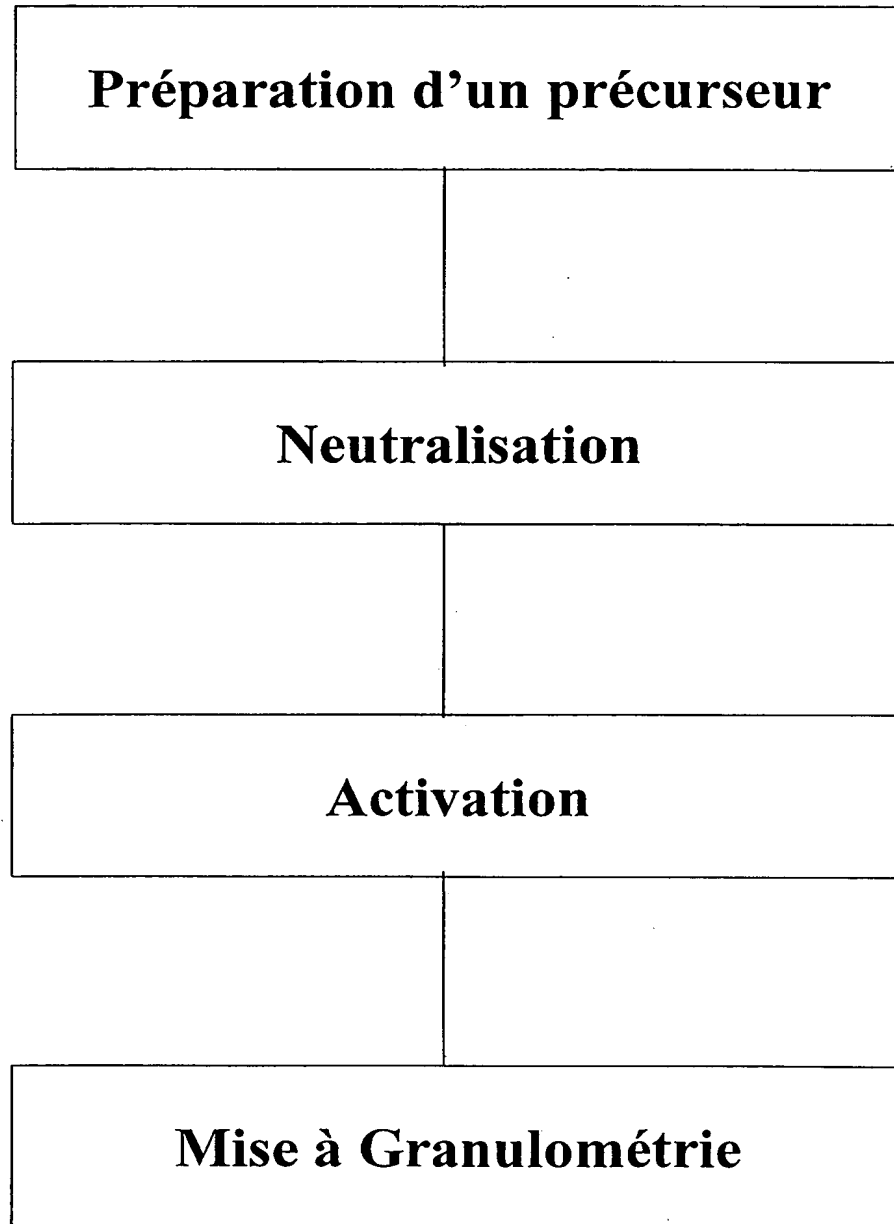 Préparation d’un précurseur
Neutralisation
Activation
Mise à Granulométrie